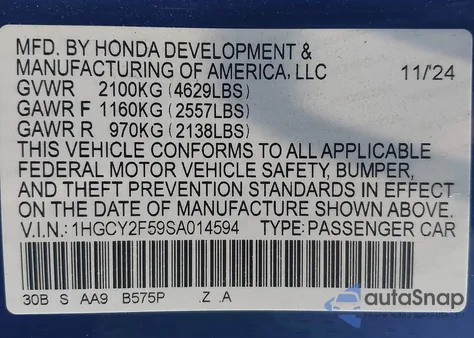 MFD. BY HONDA DEVELOPMENT &
MANUFACTURING OF AMERICA, LLC 11/'24
GVWR 2100KG (4629LBS)
GAWR F 1160KG (2557LBS)
GAWR R 970KG (2138LBS)
THIS VEHICLE CONFORMS TO ALL APPLICABLE
FEDERAL MOTOR VEHICLE SAFETY, BUMPER,
AND THEFT PREVENTION STANDARDS IN EFFECT
ON THE DATE OF MANUFACTURE SHOWN ABOVE.
V.I.N.: 1HGCY2F59SA014594 TYPE: PASSENGER CAR
30B S AA9 B575P .Z .A
autoSnap